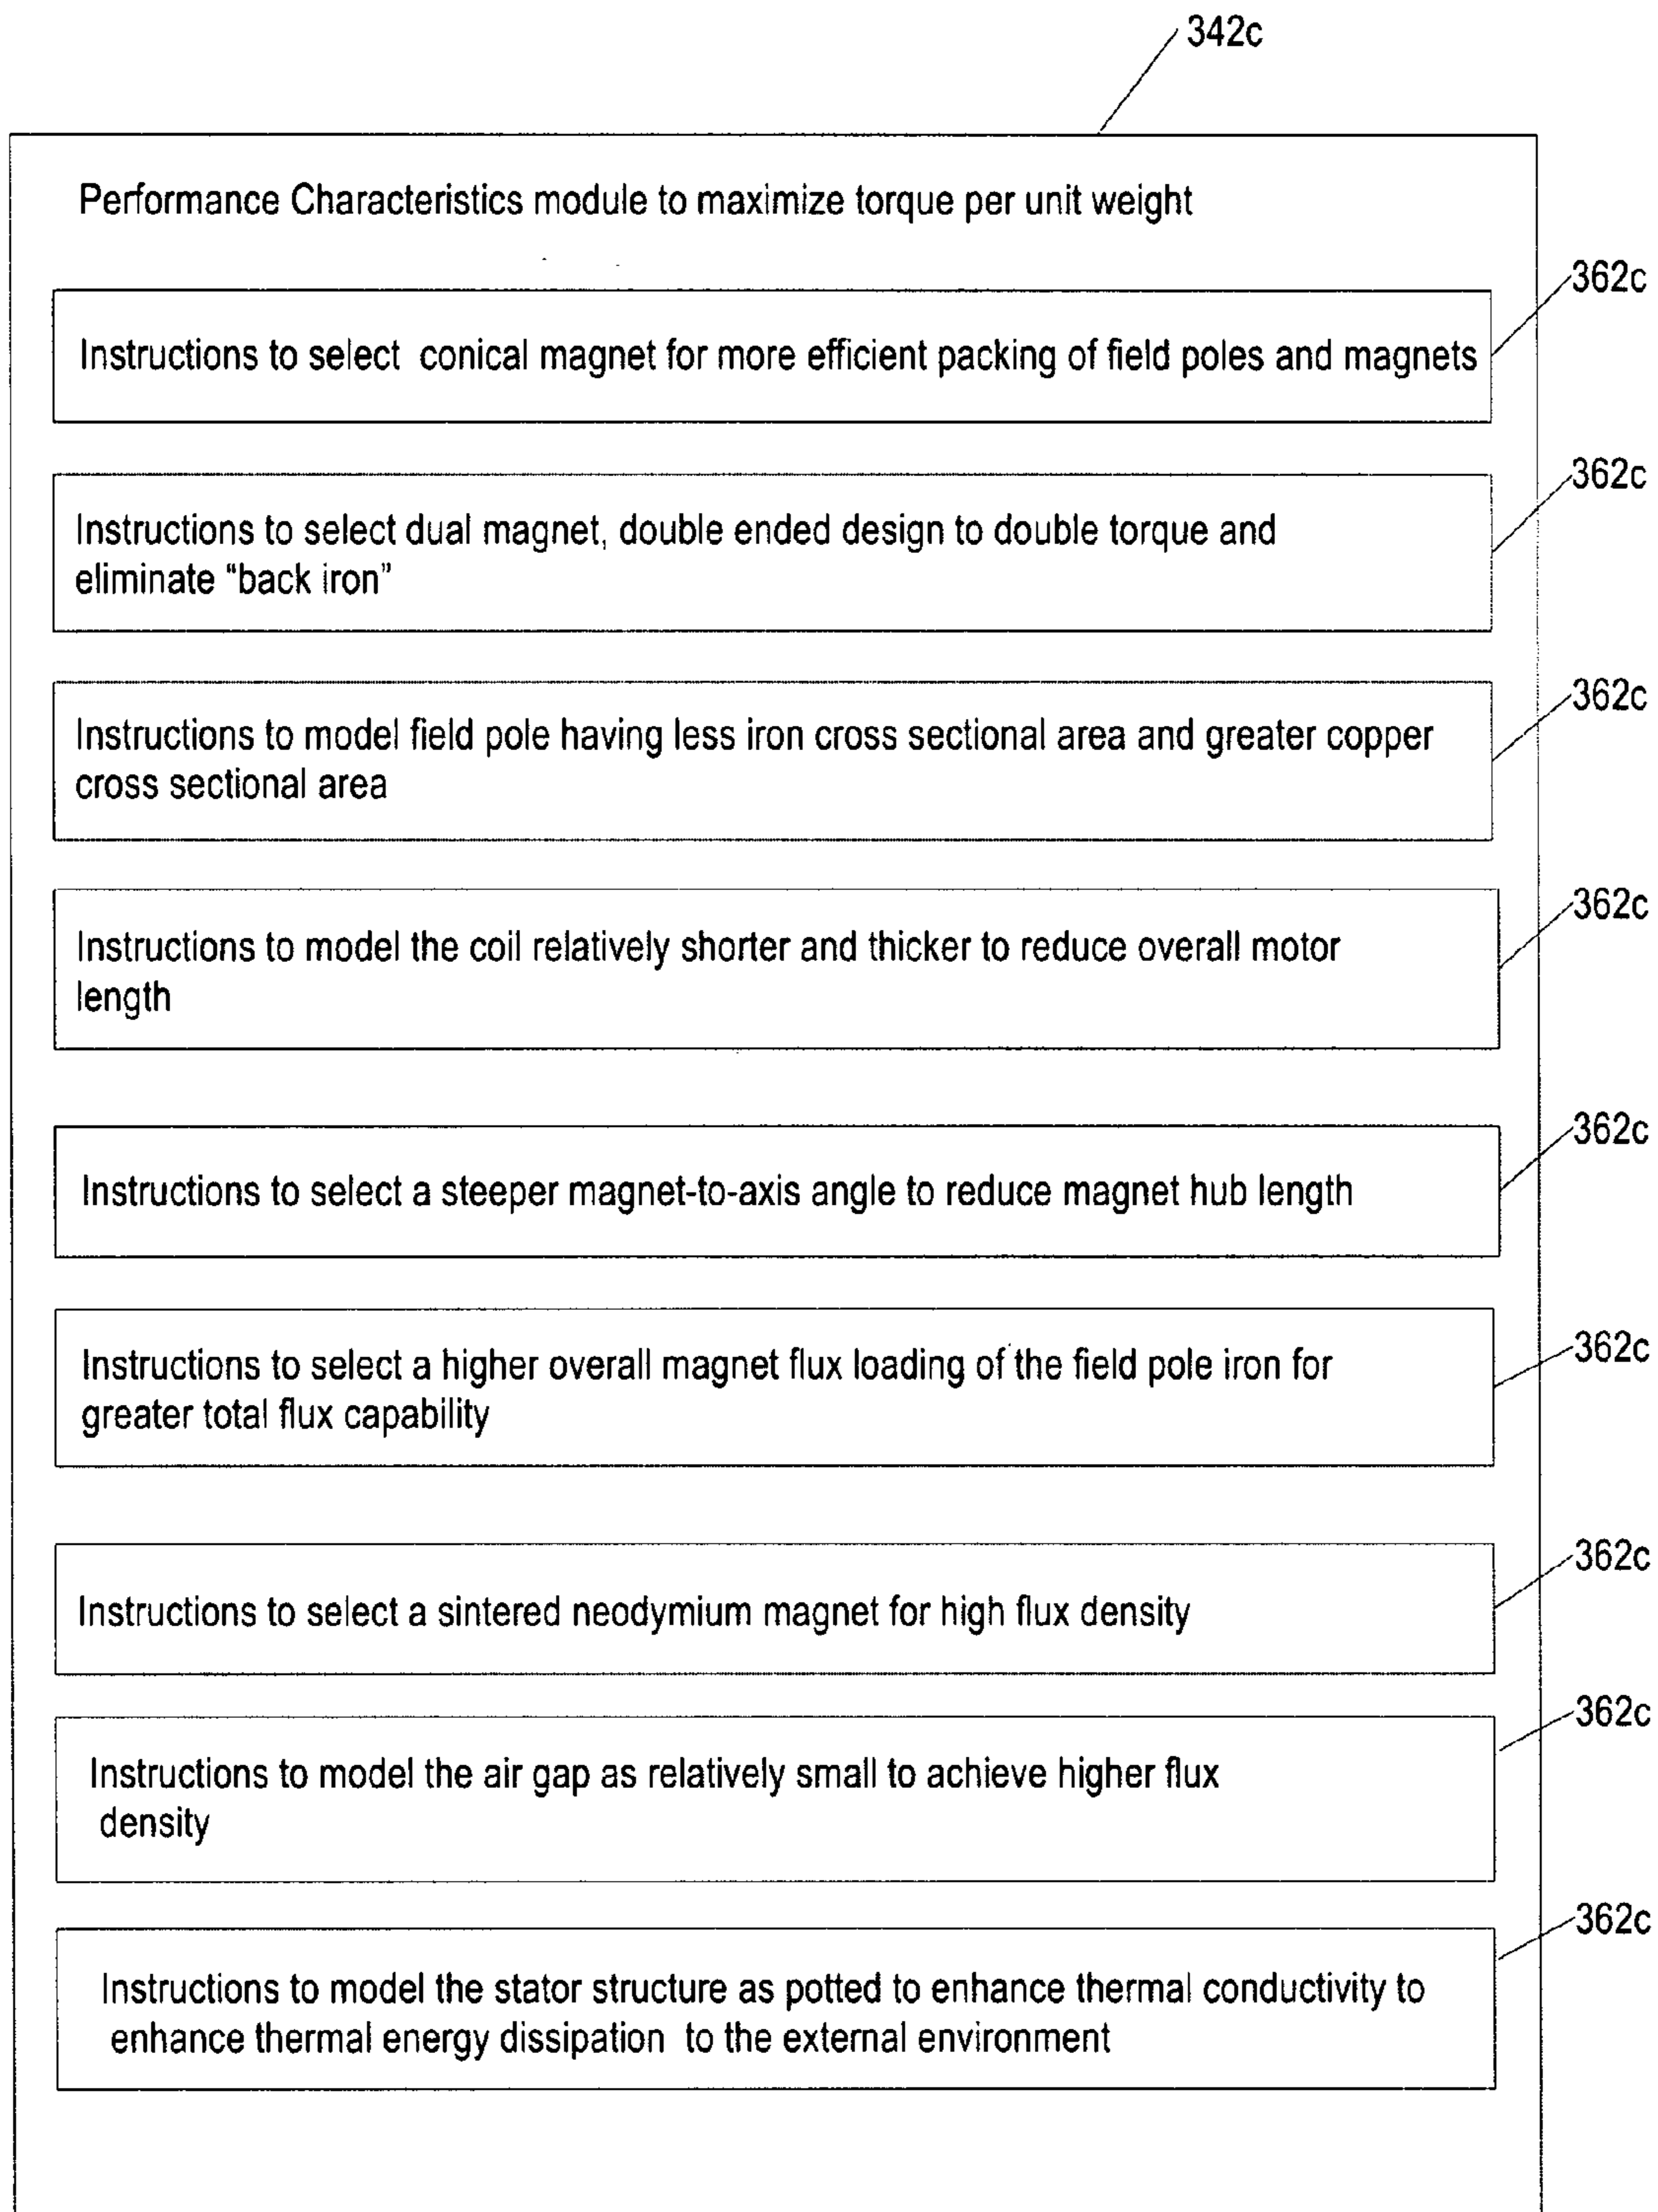 342c
Performance Characteristics module to maximize torque per unit weight
362c
Instructions to select conical magnet for more efficient packing of field poles and magnets
362c
Instructions to select dual magnet, double ended design to double torque and
eliminate “back iron”
362c
Instructions to model field pole having less iron cross sectional area and greater copper
cross sectional area
362c
Instructions to model the coil relatively shorter and thicker to reduce overall motor
length
362c
Instructions to select a steeper magnet-to-axis angle to reduce magnet hub length
362c
Instructions to select a higher overall magnet flux loading of the field pole iron for
greater total flux capability
362c
Instructions to select a sintered neodymium magnet for high flux density
362c
Instructions to model the air gap as relatively small to achieve higher flux
density
362c
Instructions to model the stator structure as potted to enhance thermal conductivity to
enhance thermal energy dissipation to the external environment